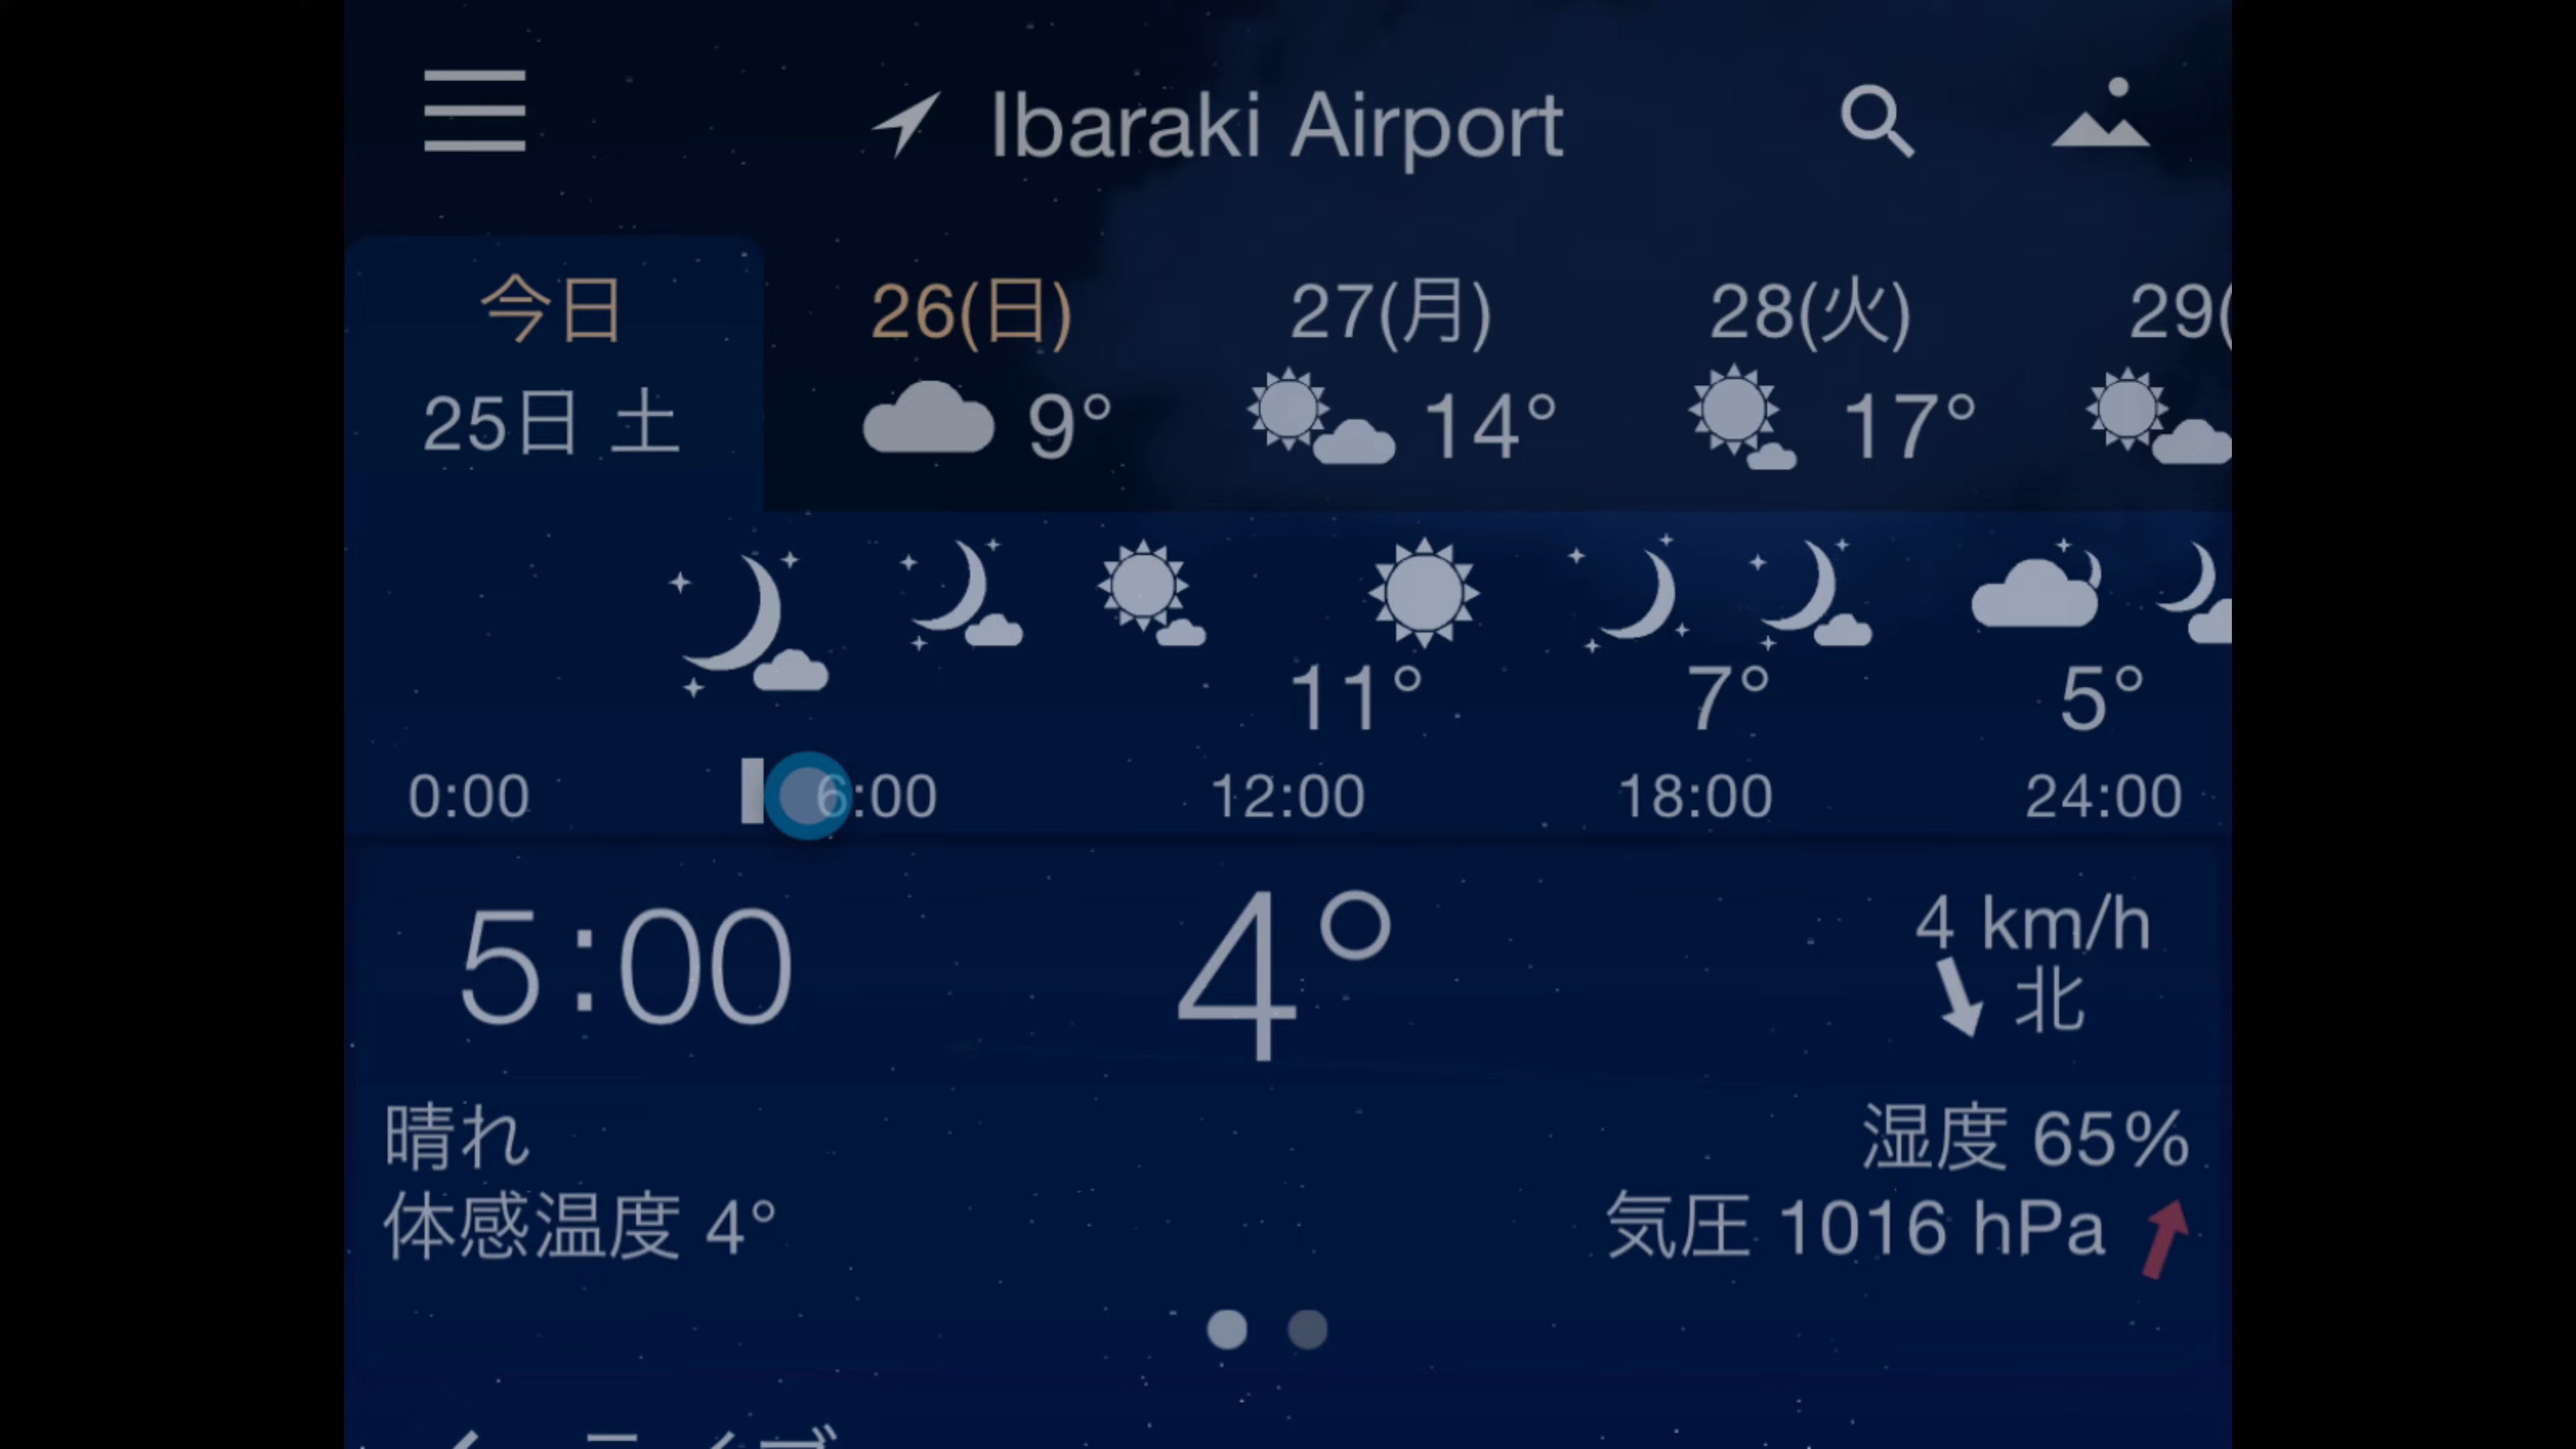 Ibaraki Airport
今日
25日 土
26(日)
9°
27(月)
14°
28(火)
17°
29(
11°
7°
5°
0:00
6:00
12:00
18:00
24:00
5:00
4°
4 km/h
北
晴れ
体感温度 4°
湿度 65%
気圧 1016 hPa